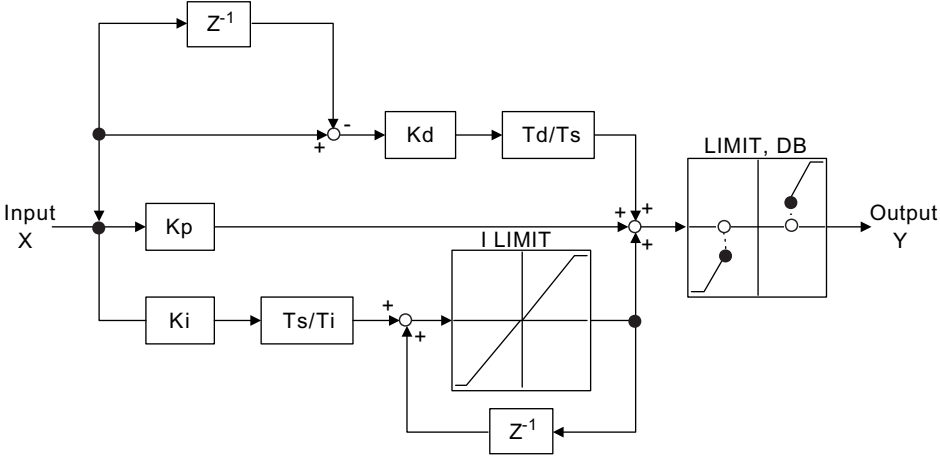 Z-1
-
+
Kd
Td/Ts
LIMIT, DB
Input
X
Kp
+
+
+
I LIMIT
Output
Y
Ki
Ts/Ti
+
+
Z-1